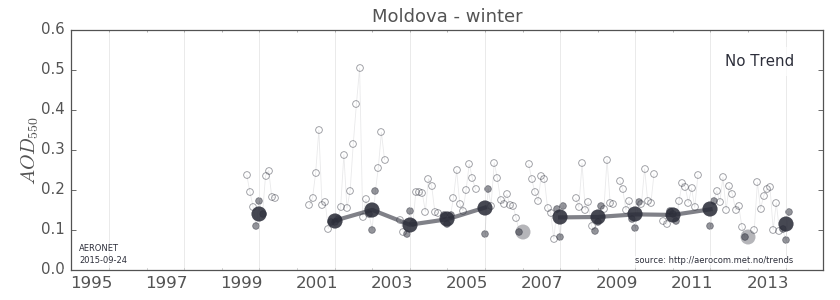 Moldova - winter
0.6
No Trend
0.5
0.4
0.3
AOD550
0.2
0.1
AERONET
2015-09-24
source: http://aerocom.met.no/trends
0.0
1995 1997 1999 2001 2003 2005 2007 2009 2011 2013